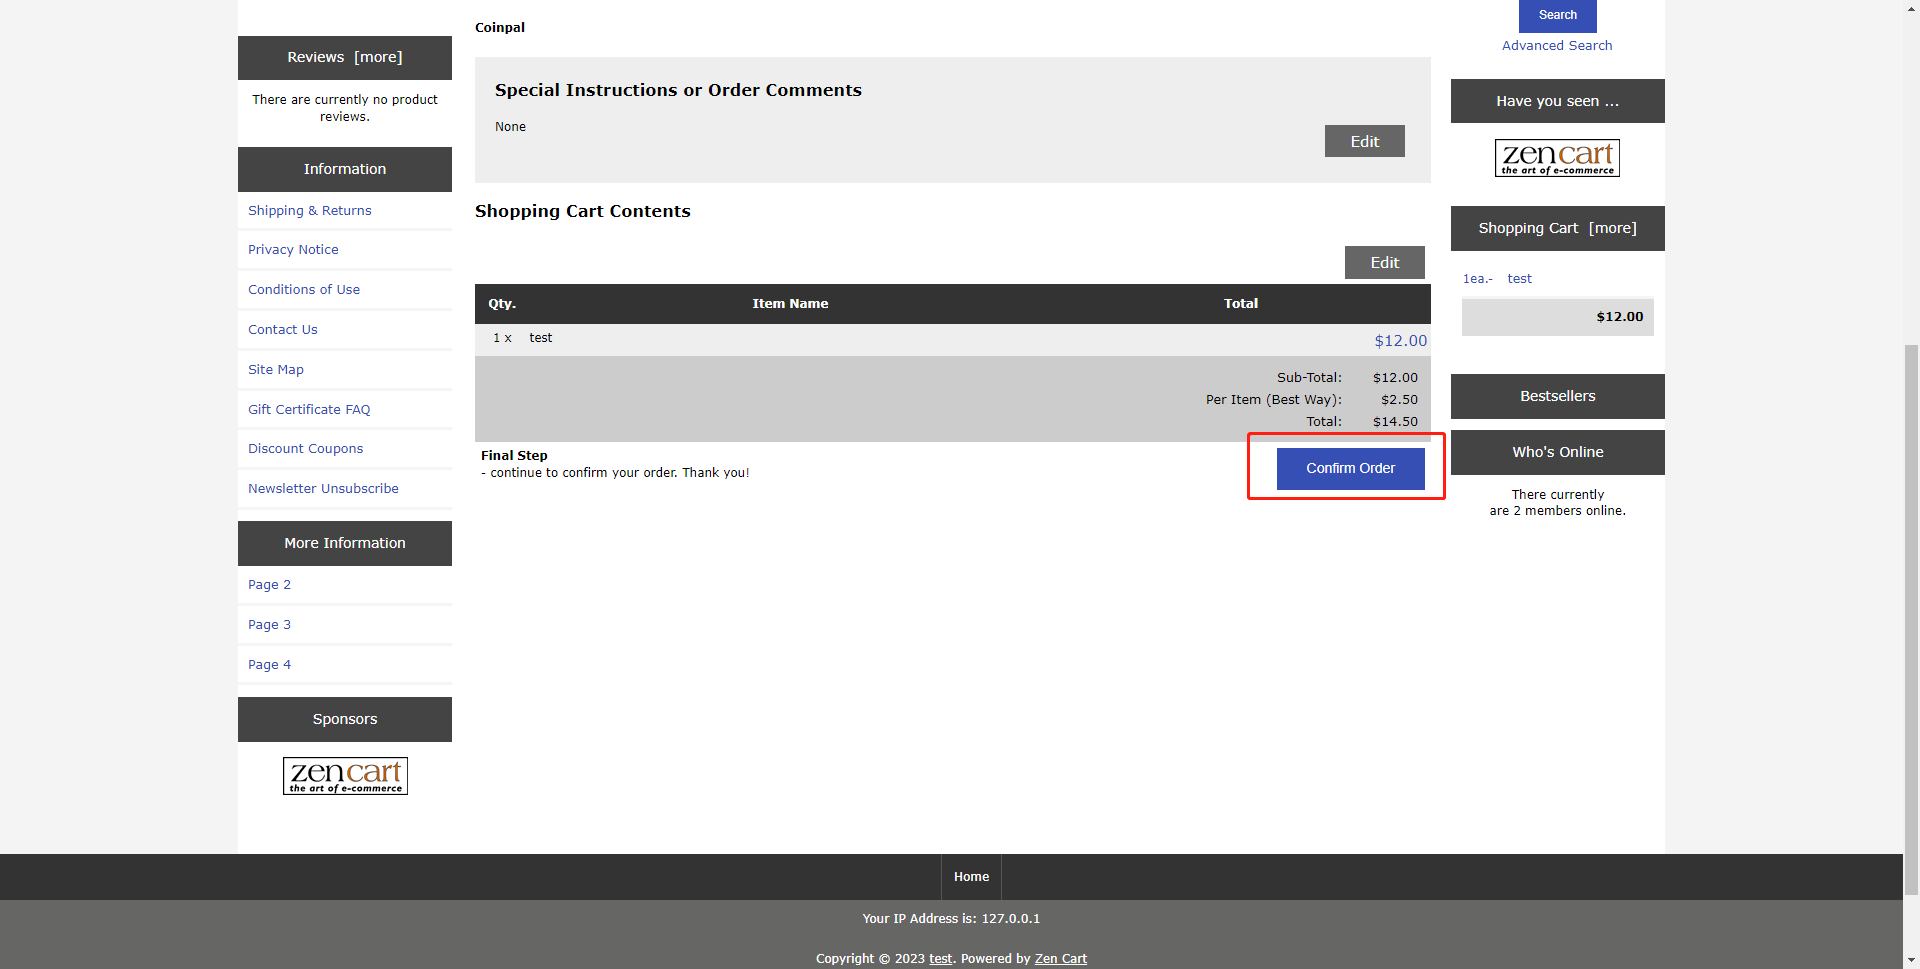 Reviews [more]
There are currently no product
reviews.
Information
Shipping & Returns
Privacy Notice
Conditions of Use
Contact Us
Site Map
Gift Certificate FAQ
Discount Coupons
Newsletter Unsubscribe
More Information
Page 2
Page 3
Page 4
Sponsors
zen cart
the art of e-commerce
Coinpal
Special Instructions or Order Comments
None
Edit
Shopping Cart Contents
Edit
Qty. Item Name Total
1 x test $12.00
Sub-Total: $12.00
Per Item (Best Way): $2.50
Total: $14.50
Final Step
- continue to confirm your order. Thank you!
Confirm Order
Search
Advanced Search
Have you seen ...
zen cart
the art of e-commerce
Shopping Cart [more]
1ea.- test
$12.00
Bestsellers
Who's Online
There currently
are 2 members online.
Home
Your IP Address is: 127.0.0.1
Copyright © 2023 test. Powered by Zen Cart